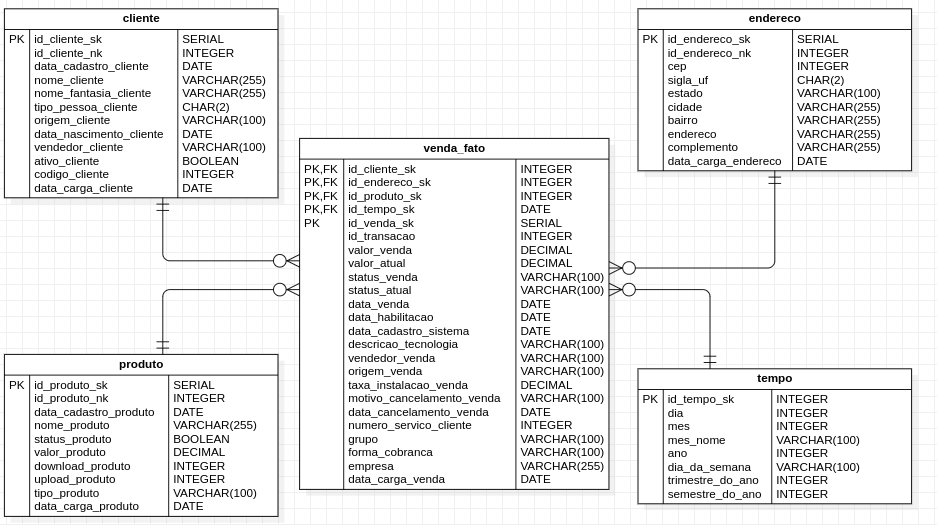 cliente
PK id_cliente_sk SERIAL
id_cliente_nk INTEGER
data_cadastro_cliente DATE
nome_cliente VARCHAR(255)
nome_fantasia_cliente VARCHAR(255)
tipo_pessoa_cliente CHAR(2)
origem_cliente VARCHAR(100)
data_nascimento_cliente DATE
vendedor_cliente VARCHAR(100)
ativo_cliente BOOLEAN
codigo_cliente INTEGER
data_carga_cliente DATE
endereco
PK id_endereco_sk SERIAL
id_endereco_nk INTEGER
cep INTEGER
sigla_uf CHAR(2)
estado VARCHAR(100)
cidade VARCHAR(255)
bairro VARCHAR(255)
endereco VARCHAR(255)
complemento VARCHAR(255)
data_carga_endereco DATE
venda_fato
PK,FK id_cliente_sk INTEGER
PK,FK id_endereco_sk INTEGER
PK,FK id_produto_sk INTEGER
PK,FK id_tempo_sk DATE
PK id_venda_sk SERIAL
id_transacao INTEGER
valor_venda DECIMAL
valor_atual DECIMAL
status_venda VARCHAR(100)
status_atual VARCHAR(100)
data_venda DATE
data_habilitacao DATE
data_cadastro_sistema DATE
descricao_tecnologia VARCHAR(100)
vendedor_venda VARCHAR(100)
origem_venda VARCHAR(100)
taxa_instalacao_venda DECIMAL
motivo_cancelamento_venda VARCHAR(100)
data_cancelamento_venda DATE
numero_servico_cliente INTEGER
grupo VARCHAR(100)
forma_cobranca VARCHAR(100)
empresa VARCHAR(255)
data_carga_venda DATE
produto
PK id_produto_sk SERIAL
id_produto_nk INTEGER
data_cadastro_produto DATE
nome_produto VARCHAR(255)
status_produto BOOLEAN
valor_produto DECIMAL
download_produto INTEGER
upload_produto INTEGER
tipo_produto VARCHAR(100)
data_carga_produto DATE
tempo
PK id_tempo_sk INTEGER
dia INTEGER
mes INTEGER
mes_nome VARCHAR(100)
ano INTEGER
dia_da_semana VARCHAR(100)
trimestre_do_ano INTEGER
semestre_do_ano INTEGER